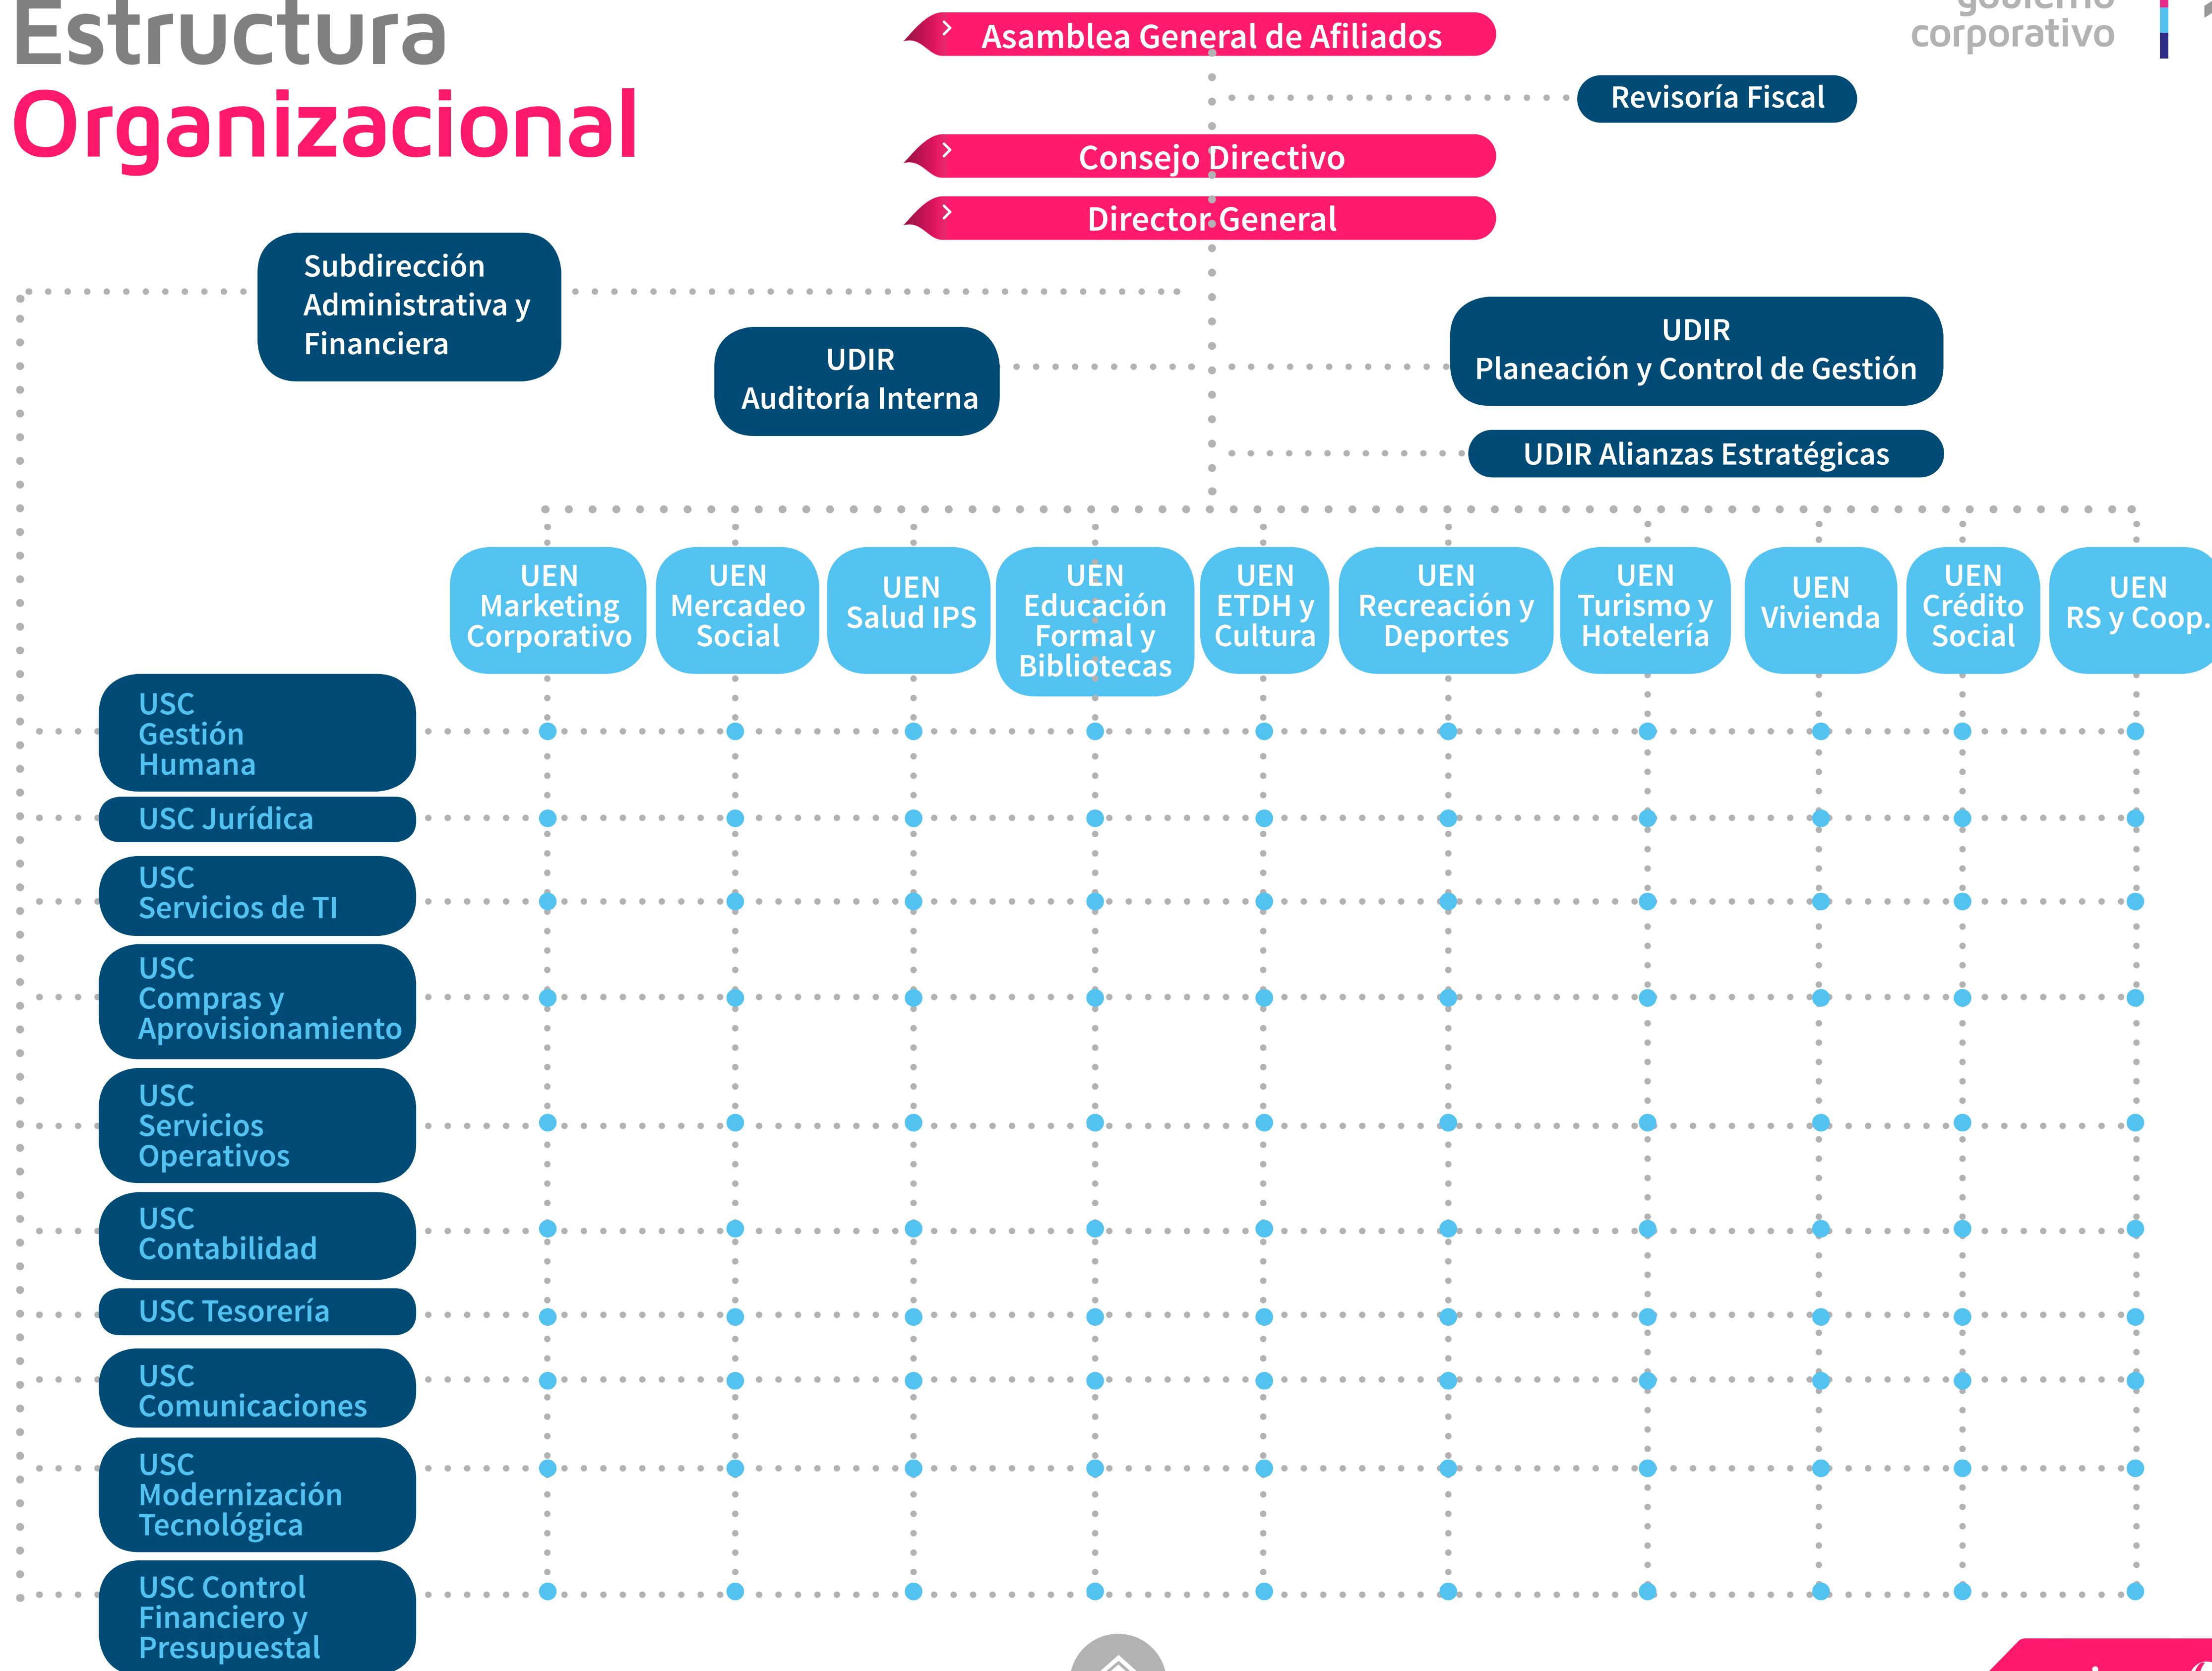 Estructura
Organizacional
gobierno
corporativo
Asamblea General de Afiliados
Revisoría Fiscal
Consejo Directivo
Director General
Subdirección
Administrativa y
Financiera
UDIR
Auditoría Interna
UDIR
Planeación y Control de Gestión
UDIR Alianzas Estratégicas
UEN
Marketing
Corporativo
UEN
Mercadeo
Social
UEN
Salud IPS
UEN
Educación
Formal y
Bibliotecas
UEN
ETDH y
Cultura
UEN
Recreación y
Deportes
UEN
Turismo y
Hotelería
UEN
Vivienda
UEN
Crédito
Social
UEN
RS y Coop.
USC
Gestión
Humana
USC Jurídica
USC
Servicios de TI
USC
Compras y
Aprovisionamiento
USC
Servicios
Operativos
USC
Contabilidad
USC Tesorería
USC
Comunicaciones
USC
Modernización
Tecnológica
USC Control
Financiero y
Presupuestal